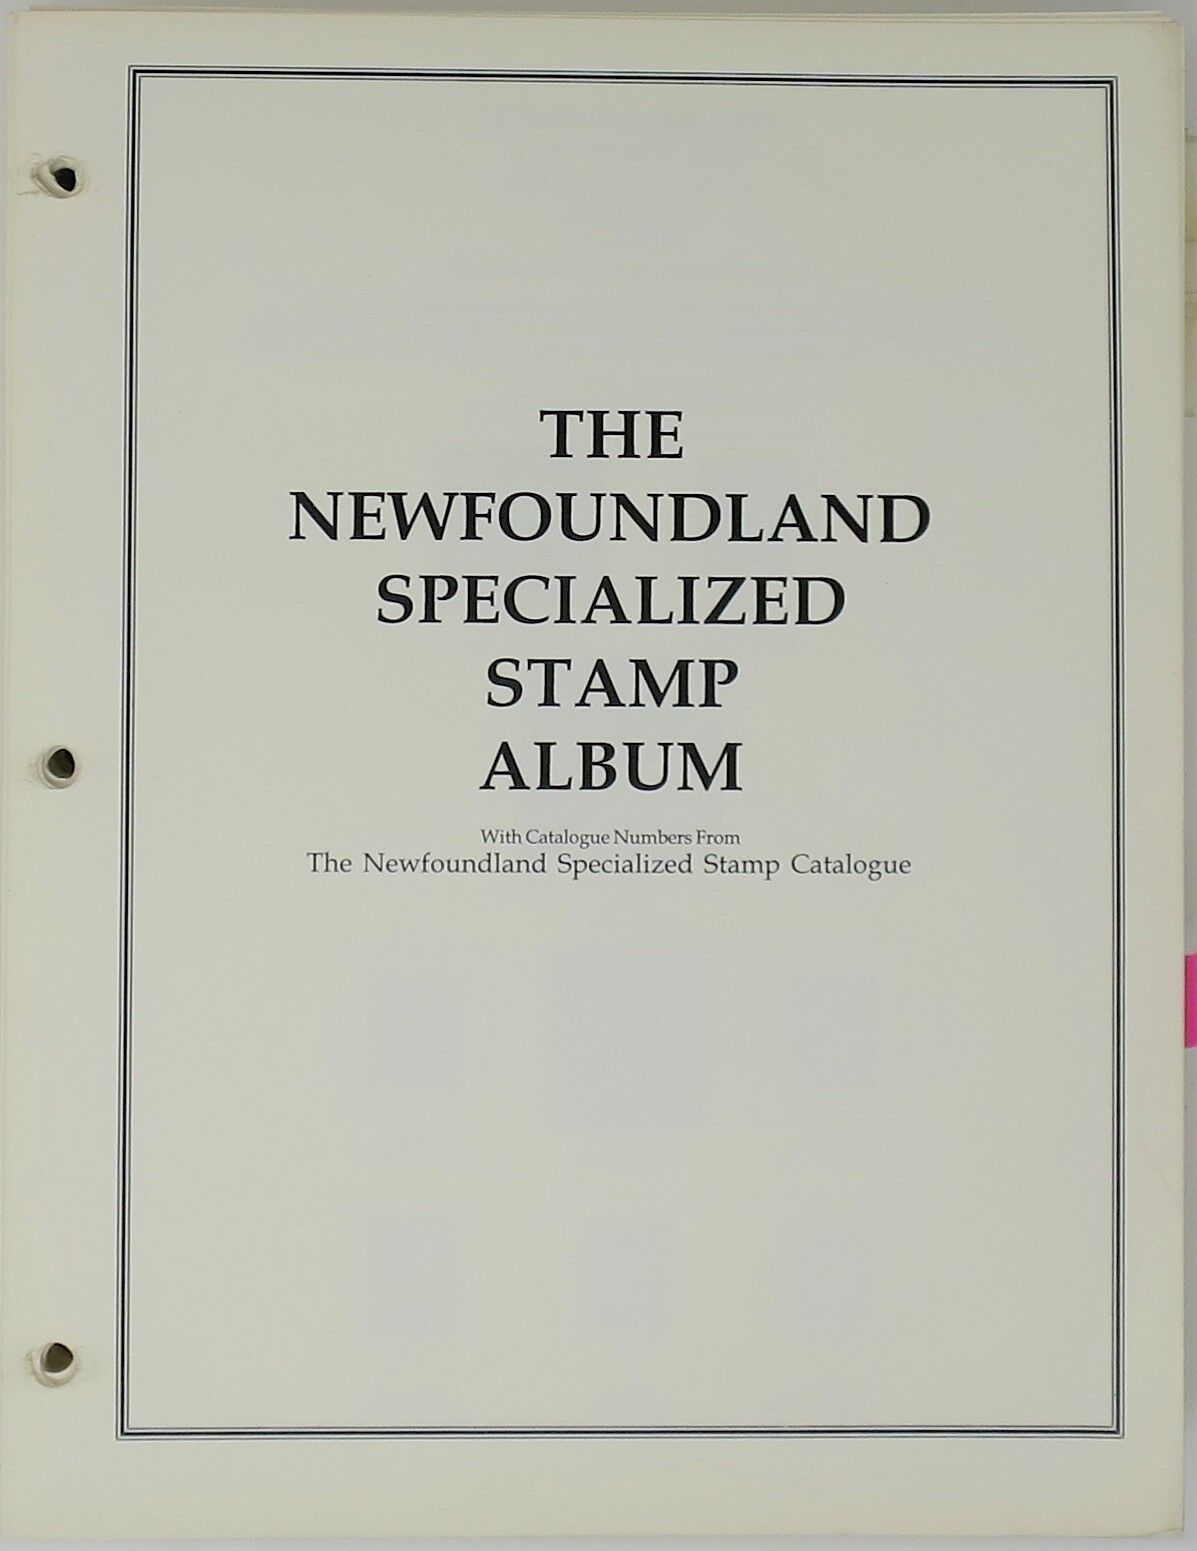 THE
NEWFOUNDLAND
SPECIALIZED
STAMP
ALBUM
With Catalogue Numbers From
The Newfoundland Specialized Stamp Catalogue